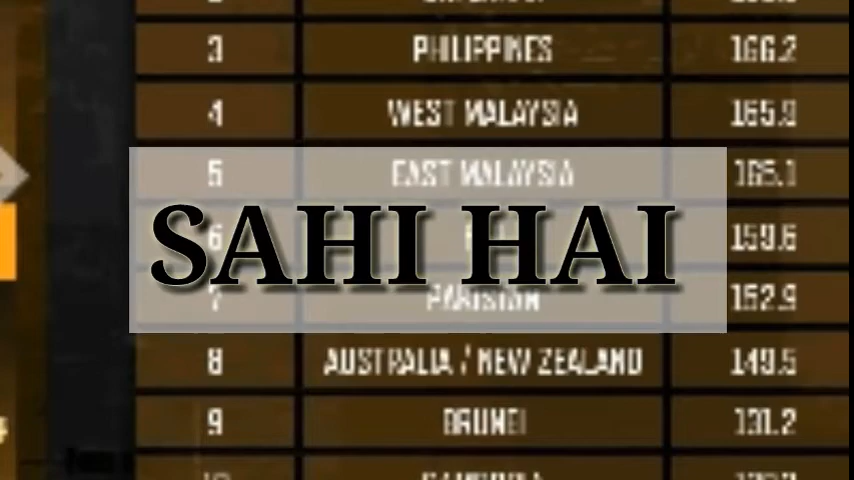 3 PHILIPPINES 166.2
4 WEST MALAYSIA 165.9
5 EAST MALAYSIA 165.1
SAHI HAI
6 159.6
7 PAKISTAN 152.9
8 AUSTRALIA / NEW ZEALAND 149.5
9 BRUNEI 131.2